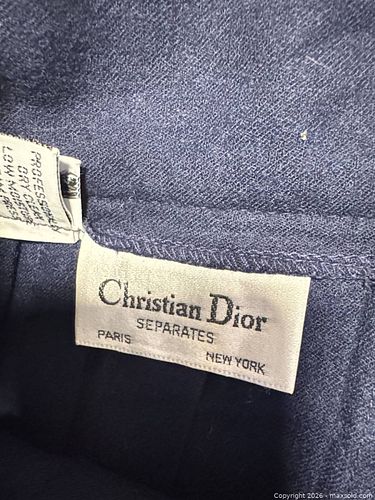 PROFESSIONAL
DRY CLEAN
LOW
Christian Dior
SEPARATES
PARIS
NEW YORK
Copyright 2026 - maxsold.com